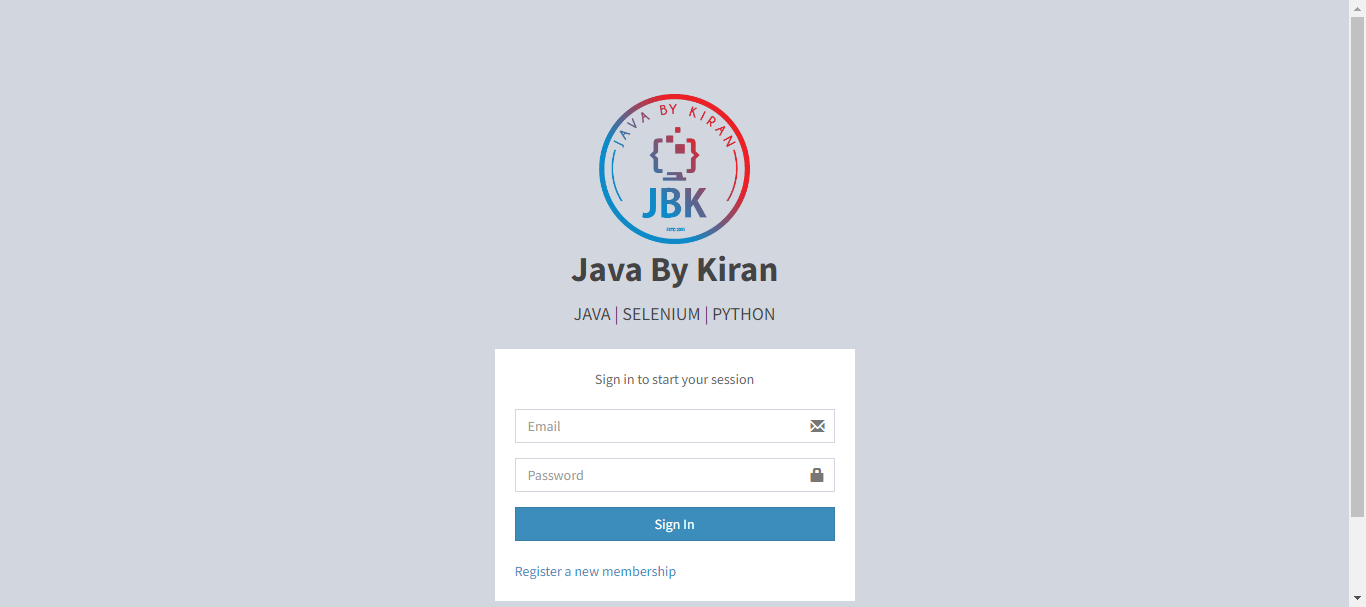 JAVA BY KIRAN
JBK
Java By Kiran
JAVA | SELENIUM | PYTHON
Sign in to start your session
Email
Password
Sign In
Register a new membership